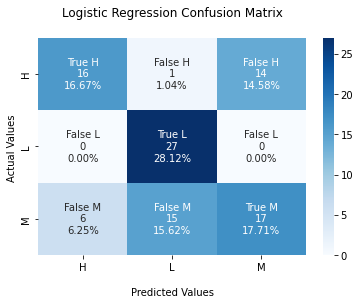 Logistic Regression Confusion Matrix
True H False H False H
16 1 14
16.67% 1.04% 14.58%
False L True L False L
0 27 0
0.00% 28.12% 0.00%
False M False M True M
6 15 17
6.25% 15.62% 17.71%
H
L
M
Actual Values
H L M
Predicted Values
25
20
15
10
5
0